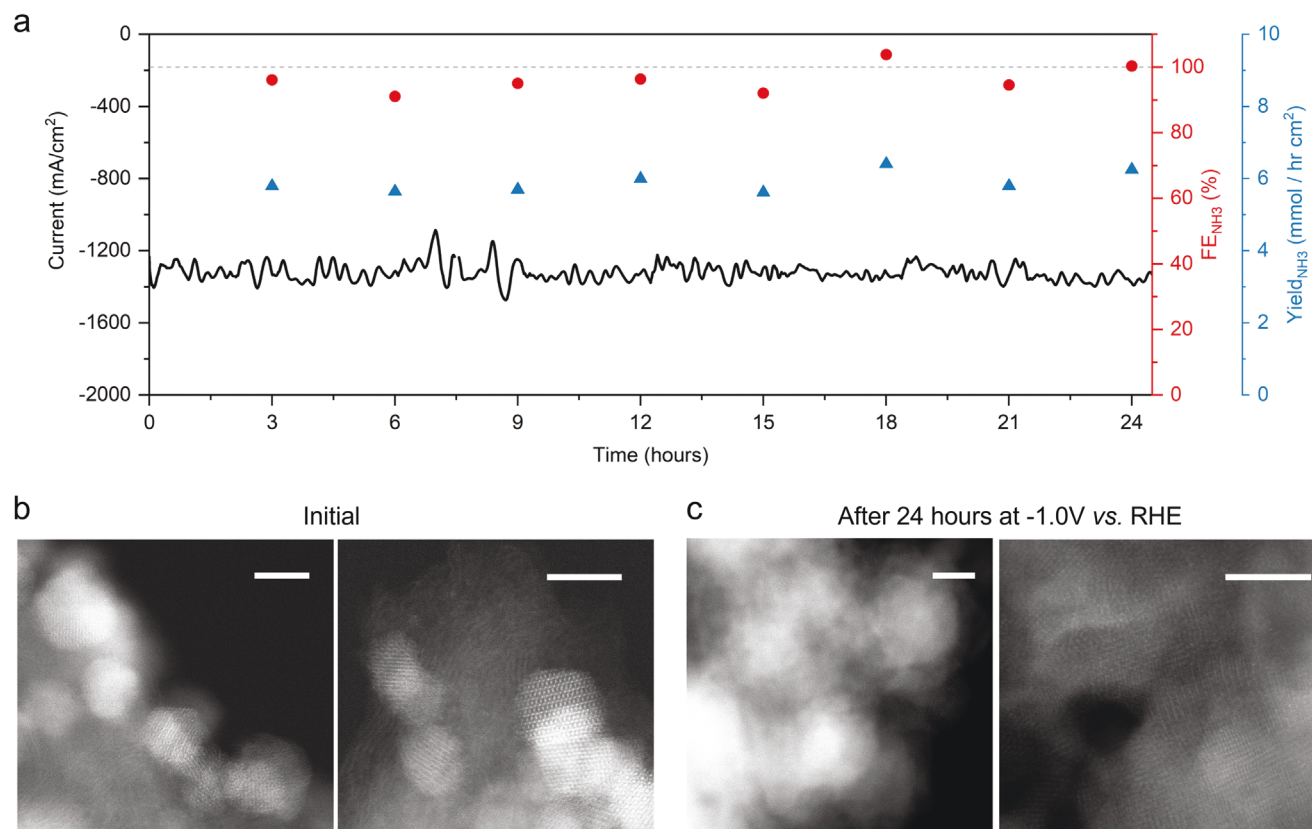 a
0
-400
-800
-1200
-1600
-2000
Current (mA/cm²)
0 3 6 9 12 15 18 21 24
Time (hours)
100
80
60
40
20
0
FE_NH3 (%)
10
8
6
4
2
0
Yield_NH3 (mmol / hr cm²)
b
Initial
c
After 24 hours at -1.0V vs. RHE